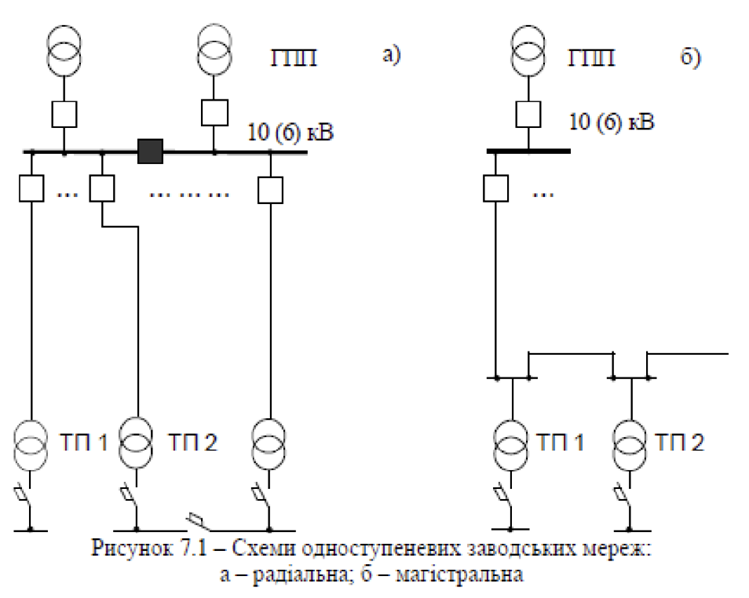 ГПП а) ГПП б)
10 (6) кВ 10 (6) кВ
... ... ... ... ...
ТП 1 ТП 2 ТП 1 ТП 2
Рисунок 7.1 – Схеми одноступеневих заводських мереж:
а – радіальна; б – магістральна